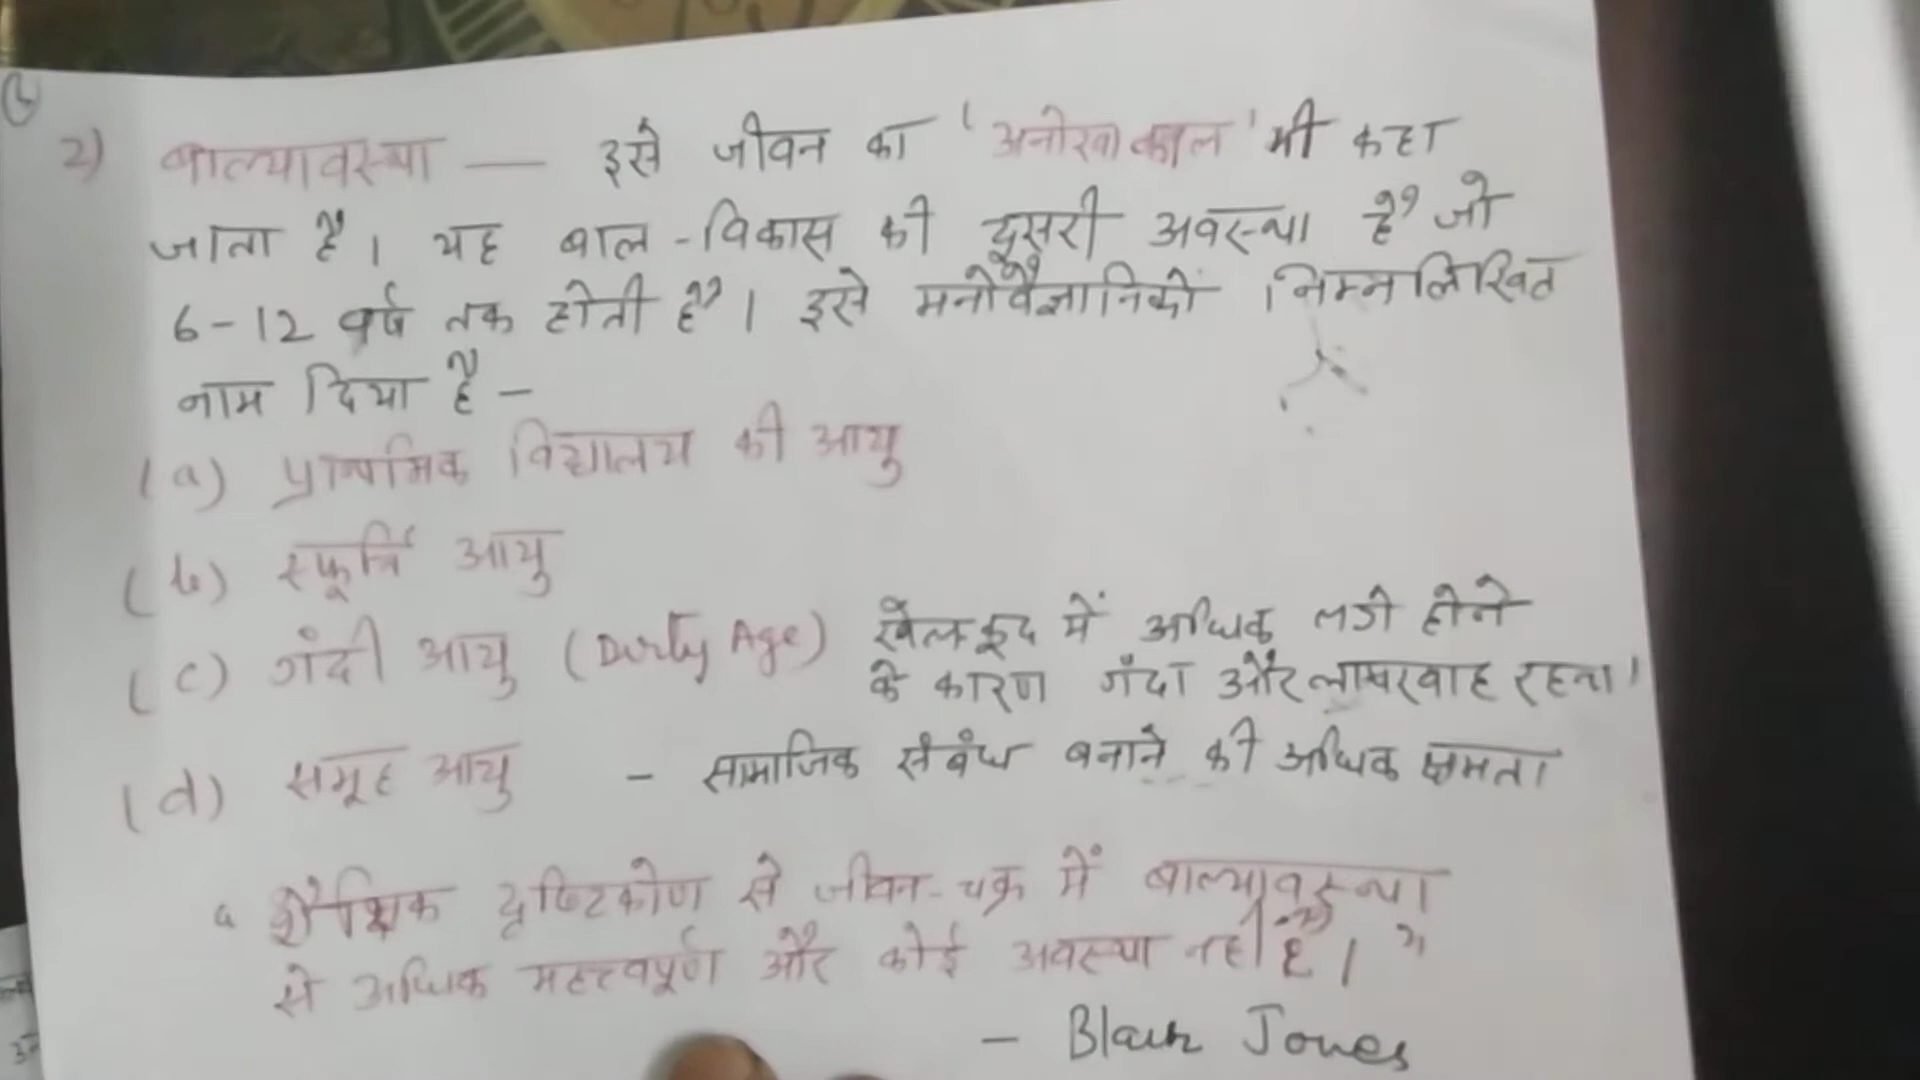 2) बाल्यावस्था — इसे जीवन का 'अनोखा काल' भी कहा
जाता है। यह बाल-विकास की दूसरी अवस्था है जो
6-12 वर्ष तक होती है। इसे मनोवैज्ञानिकों निम्नलिखित
नाम दिया है -
(a) प्राथमिक विद्यालय की आयु
(b) स्फूर्ति आयु
(c) गंदी आयु (Dirty Age) खेलकूद में अधिक लगे होने
के कारण गंदा और लापरवाह रहना।
(d) समूह आयु - सामाजिक संबंध बनाने की अधिक क्षमता
" शैक्षिक दृष्टिकोण से जीवन-चक्र में बाल्यावस्था
से अधिक महत्त्वपूर्ण और कोई अवस्था नहीं है। "
- Blair Jones